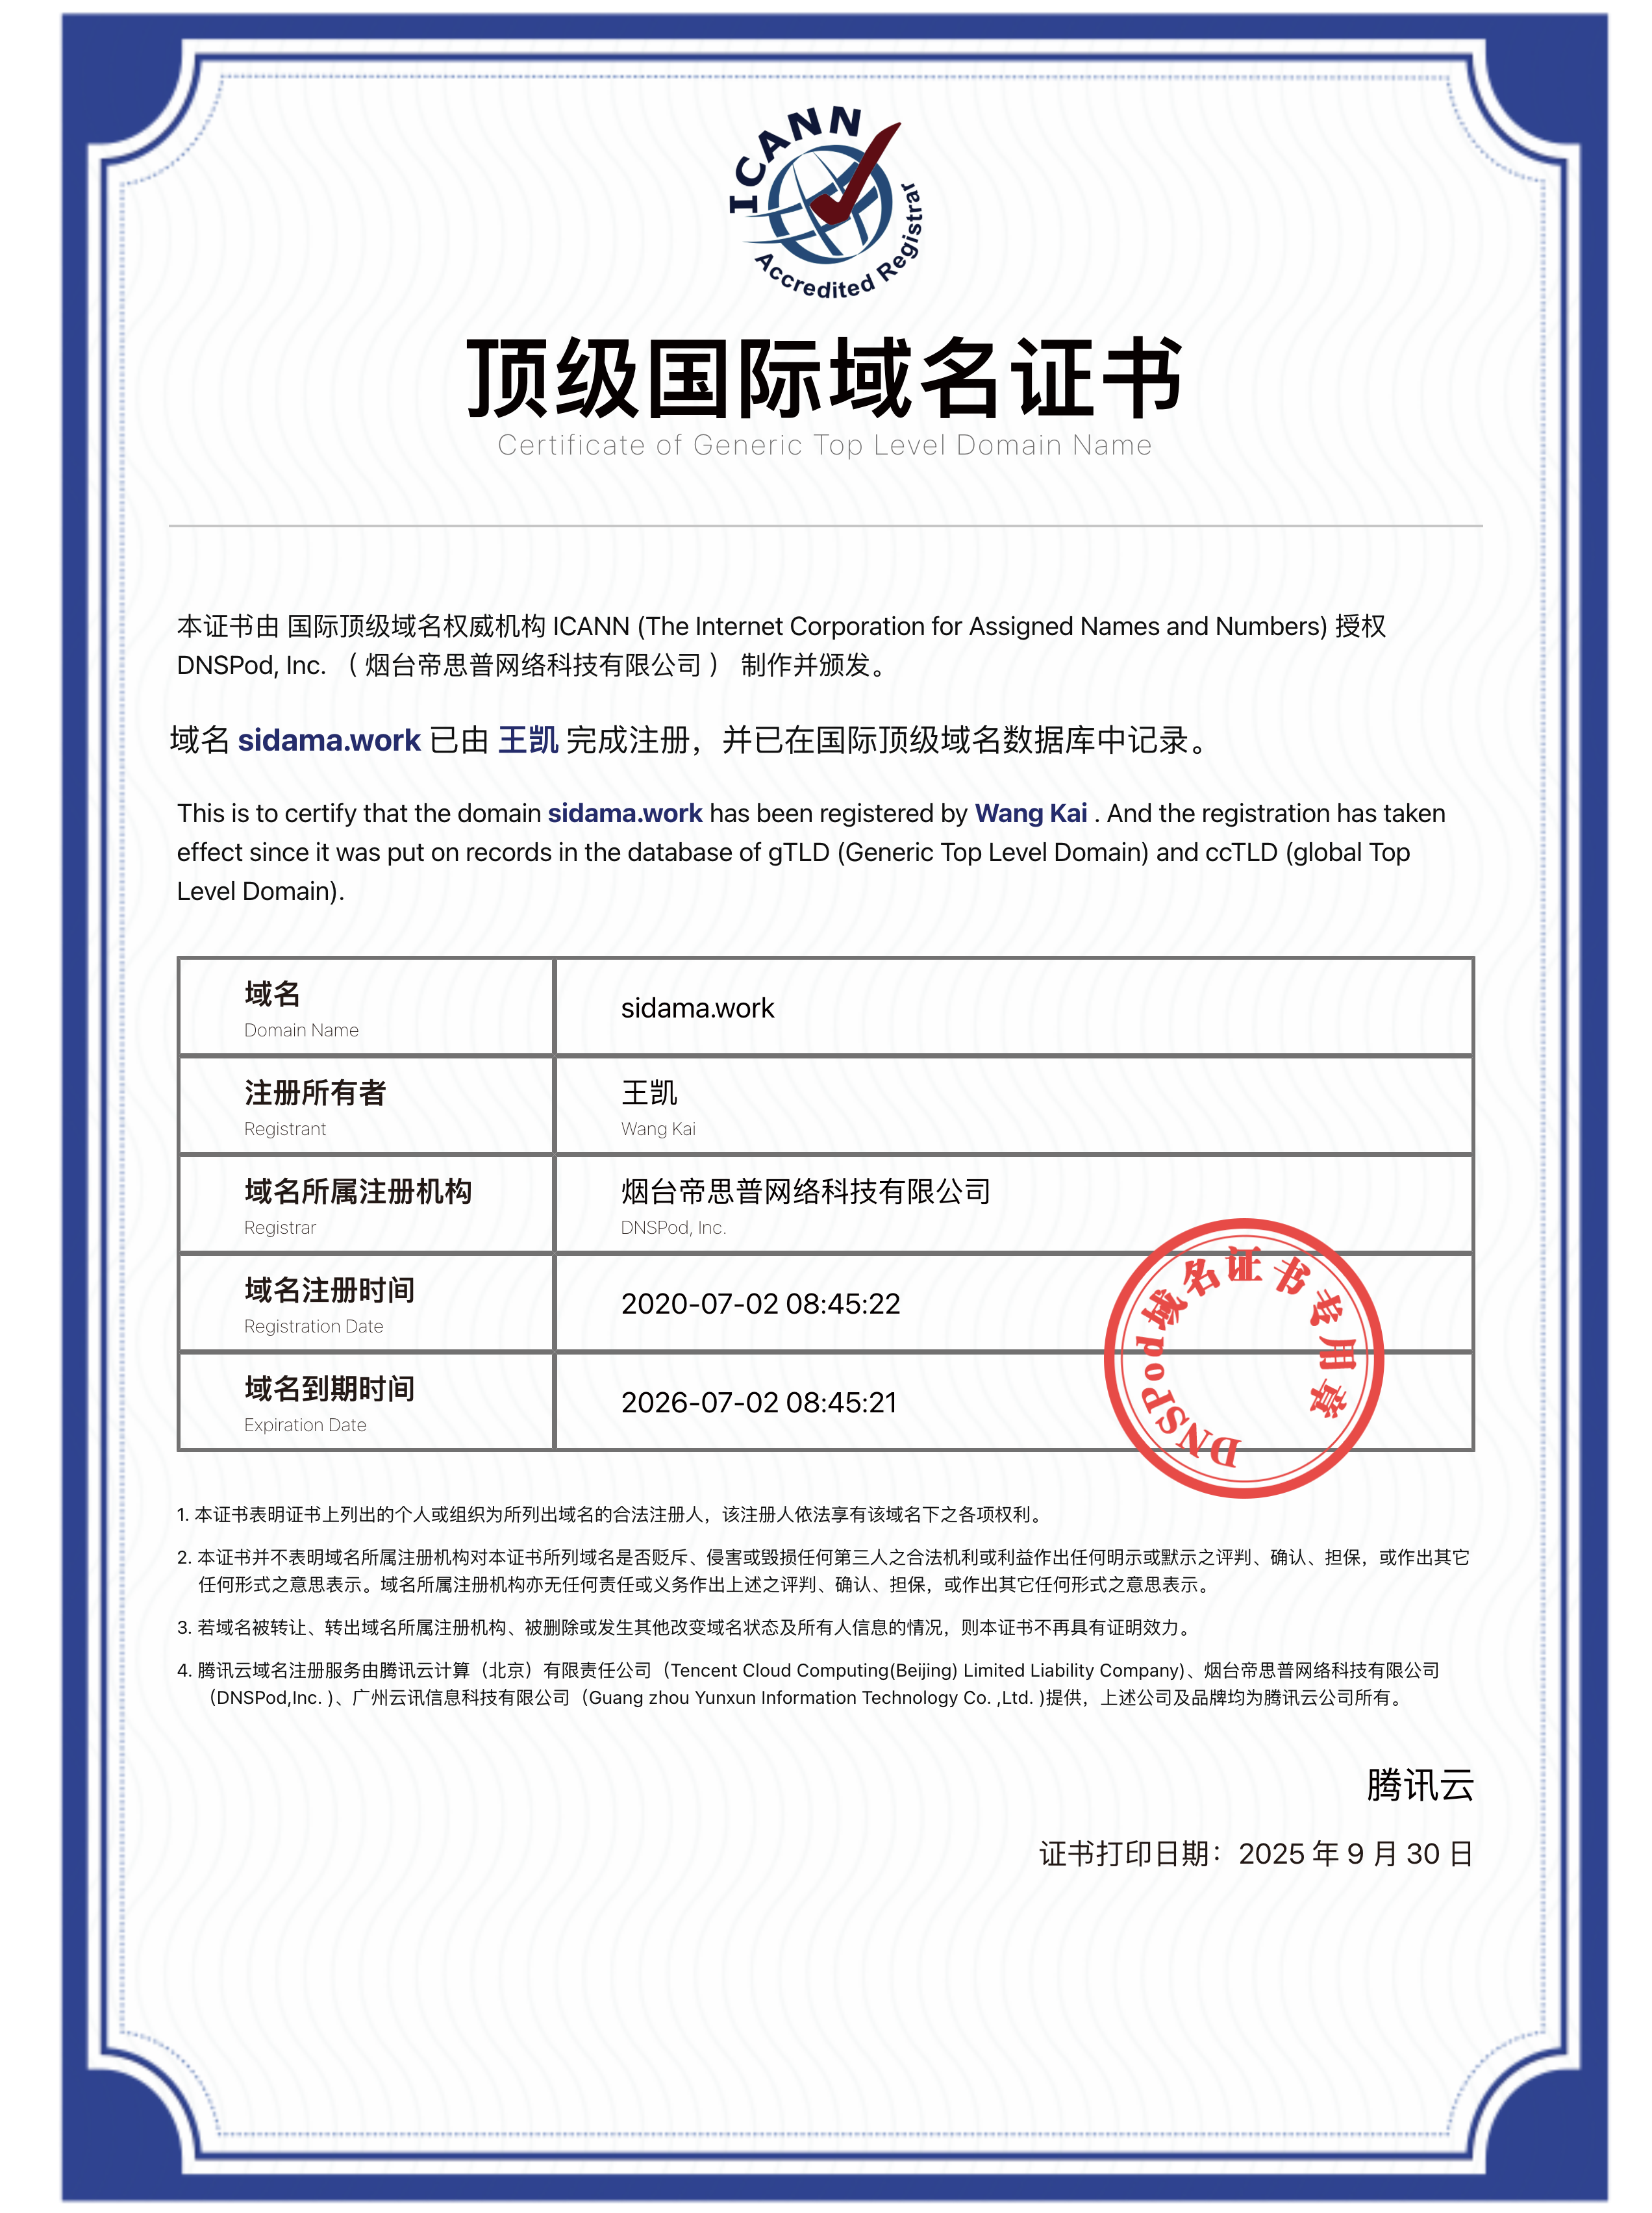 ICANN
Accredited Registrar
顶级国际域名证书
Certificate of Generic Top Level Domain Name
本证书由 国际顶级域名权威机构 ICANN (The Internet Corporation for Assigned Names and Numbers) 授权
DNSPod, Inc. （ 烟台帝思普网络科技有限公司 ） 制作并颁发。
域名 sidama.work 已由 王凯 完成注册，并已在国际顶级域名数据库中记录。
This is to certify that the domain sidama.work has been registered by Wang Kai . And the registration has taken
effect since it was put on records in the database of gTLD (Generic Top Level Domain) and ccTLD (global Top
Level Domain).
域名
Domain Name
sidama.work
注册所有者
Registrant
王凯
Wang Kai
域名所属注册机构
Registrar
烟台帝思普网络科技有限公司
DNSPod, Inc.
域名注册时间
Registration Date
2020-07-02 08:45:22
域名到期时间
Expiration Date
2026-07-02 08:45:21
DNSPod域名证书专用章
1. 本证书表明证书上列出的个人或组织为所列出域名的合法注册人，该注册人依法享有该域名下之各项权利。
2. 本证书并不表明域名所属注册机构对本证书所列域名是否贬斥、侵害或毁损任何第三人之合法机利或利益作出任何明示或默示之评判、确认、担保，或作出其它
任何形式之意思表示。域名所属注册机构亦无任何责任或义务作出上述之评判、确认、担保，或作出其它任何形式之意思表示。
3. 若域名被转让、转出域名所属注册机构、被删除或发生其他改变域名状态及所有人信息的情况，则本证书不再具有证明效力。
4. 腾讯云域名注册服务由腾讯云计算（北京）有限责任公司（Tencent Cloud Computing(Beijing) Limited Liability Company)、烟台帝思普网络科技有限公司
（DNSPod,Inc. )、广州云讯信息科技有限公司（Guang zhou Yunxun Information Technology Co. ,Ltd. )提供，上述公司及品牌均为腾讯云公司所有。
腾讯云
证书打印日期：2025 年 9 月 30 日